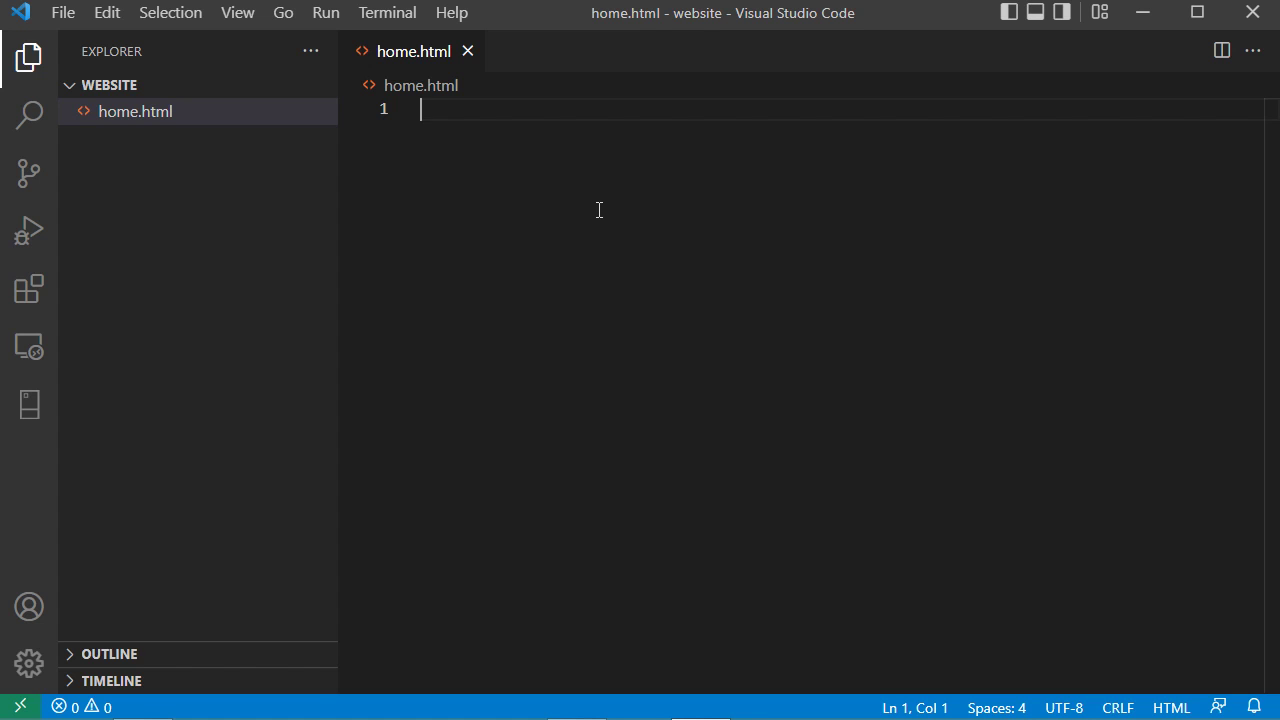 File Edit Selection View Go Run Terminal Help home.html - website - Visual Studio Code
EXPLORER
WEBSITE
home.html
OUTLINE
TIMELINE
home.html
home.html
1
0 0 Ln 1, Col 1 Spaces: 4 UTF-8 CRLF HTML